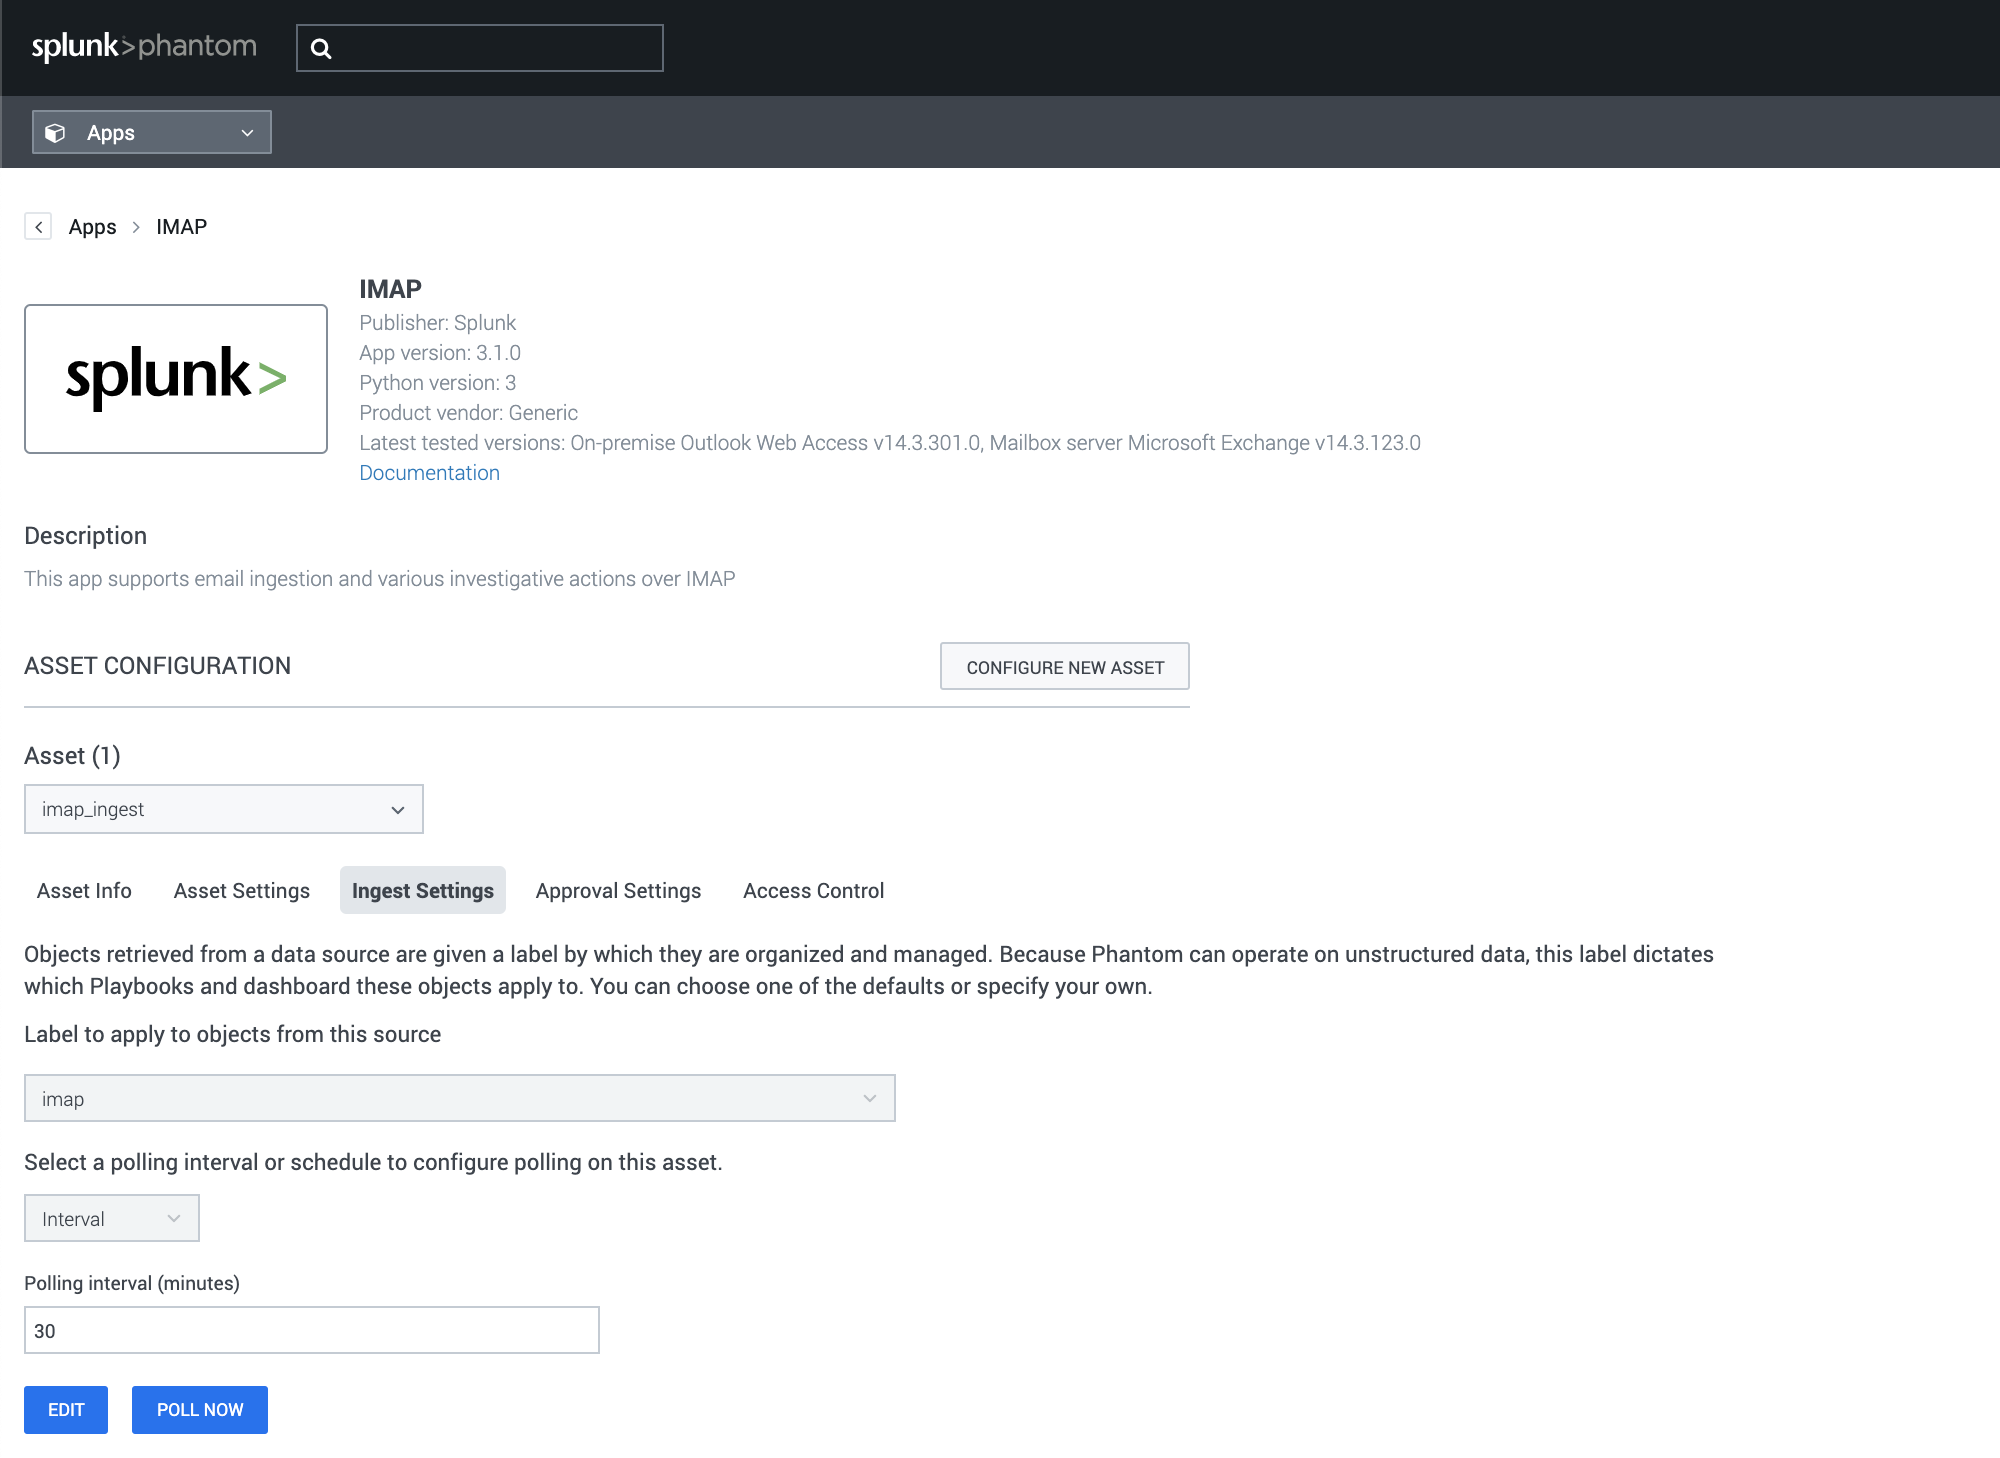 splunk>phantom
Apps
Apps > IMAP
IMAP
Publisher: Splunk
App version: 3.1.0
Python version: 3
Product vendor: Generic
Latest tested versions: On-premise Outlook Web Access v14.3.301.0, Mailbox server Microsoft Exchange v14.3.123.0
Documentation
splunk>
Description
This app supports email ingestion and various investigative actions over IMAP
ASSET CONFIGURATION
CONFIGURE NEW ASSET
Asset (1)
imap_ingest
Asset Info Asset Settings Ingest Settings Approval Settings Access Control
Objects retrieved from a data source are given a label by which they are organized and managed. Because Phantom can operate on unstructured data, this label dictates
which Playbooks and dashboard these objects apply to. You can choose one of the defaults or specify your own.
Label to apply to objects from this source
imap
Select a polling interval or schedule to configure polling on this asset.
Interval
Polling interval (minutes)
30
EDIT POLL NOW